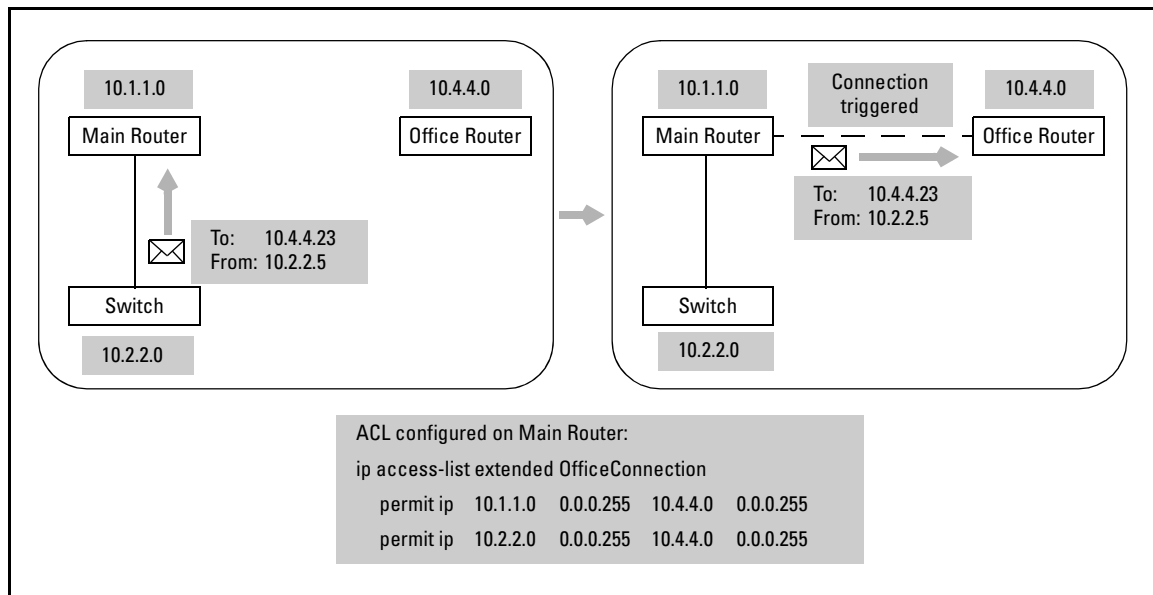 10.1.1.0
10.4.4.0
Main Router
Office Router
To: 10.4.4.23
From: 10.2.2.5
Switch
10.2.2.0
10.1.1.0
Connection
triggered
10.4.4.0
Main Router
Office Router
To: 10.4.4.23
From: 10.2.2.5
Switch
10.2.2.0
ACL configured on Main Router:
ip access-list extended OfficeConnection
permit ip 10.1.1.0 0.0.0.255 10.4.4.0 0.0.0.255
permit ip 10.2.2.0 0.0.0.255 10.4.4.0 0.0.0.255